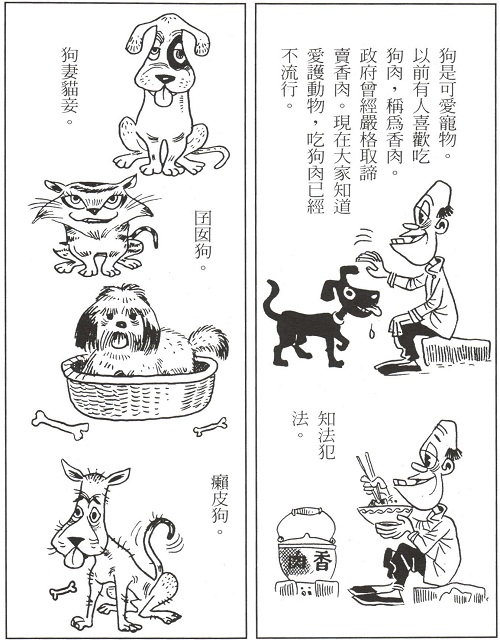 狗是可愛寵物。
以前有人喜歡吃
狗肉，稱爲香肉。
政府曾經嚴格取諦
賣香肉。現在大家知道
愛護動物，吃狗肉已經
不流行。
知法犯
法。
香肉
狗妻貓妾。
囝囡狗。
癩皮狗。